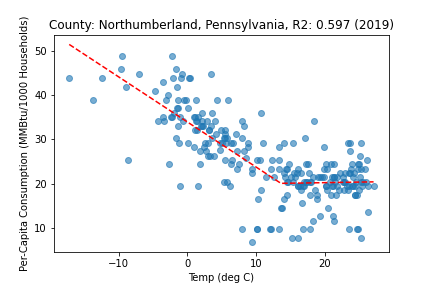 County: Northumberland, Pennsylvania, R2: 0.597 (2019)
Per-Capita Consumption (MMBtu/1000 Households)
50
40
30
20
10
−10 0 10 20
Temp (deg C)